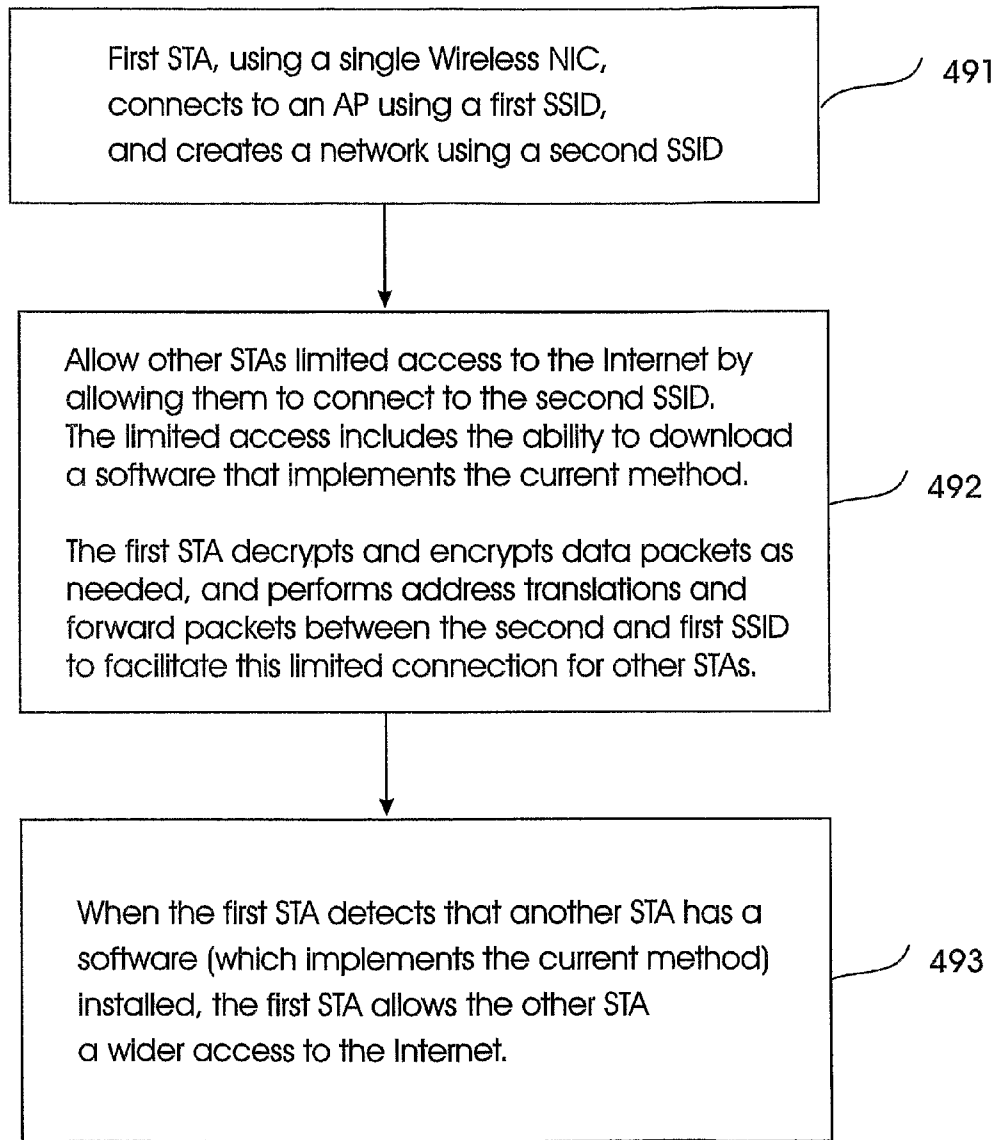 First STA, using a single Wireless NIC,
connects to an AP using a first SSID,
and creates a network using a second SSID
491
Allow other STAs limited access to the Internet by
allowing them to connect to the second SSID.
The limited access includes the ability to download
a software that implements the current method.
492
The first STA decrypts and encrypts data packets as
needed, and performs address translations and
forward packets between the second and first SSID
to facilitate this limited connection for other STAs.
When the first STA detects that another STA has a
software (which implements the current method)
installed, the first STA allows the other STA
a wider access to the Internet.
493